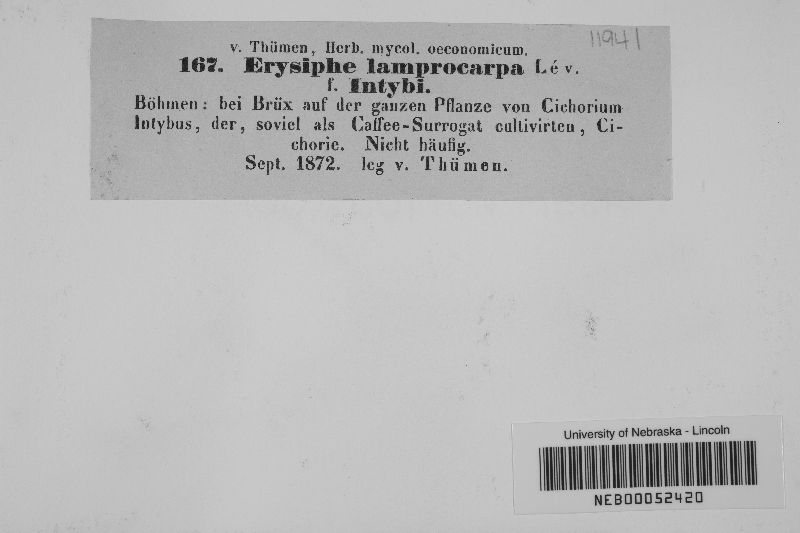 11941
v. Thümen, Herb. mycol. oeconomicum.
167. Erysiphe lamprocarpa Lév.
f. Intybi.
Böhmen: bei Brüx auf der ganzen Pflanze von Cichorium
Intybus, der, soviel als Caffee-Surrogat cultivirten, Ci-
chorie. Nicht häufig.
Sept. 1872. leg v. Thümen.
University of Nebraska - Lincoln
NEB00052420